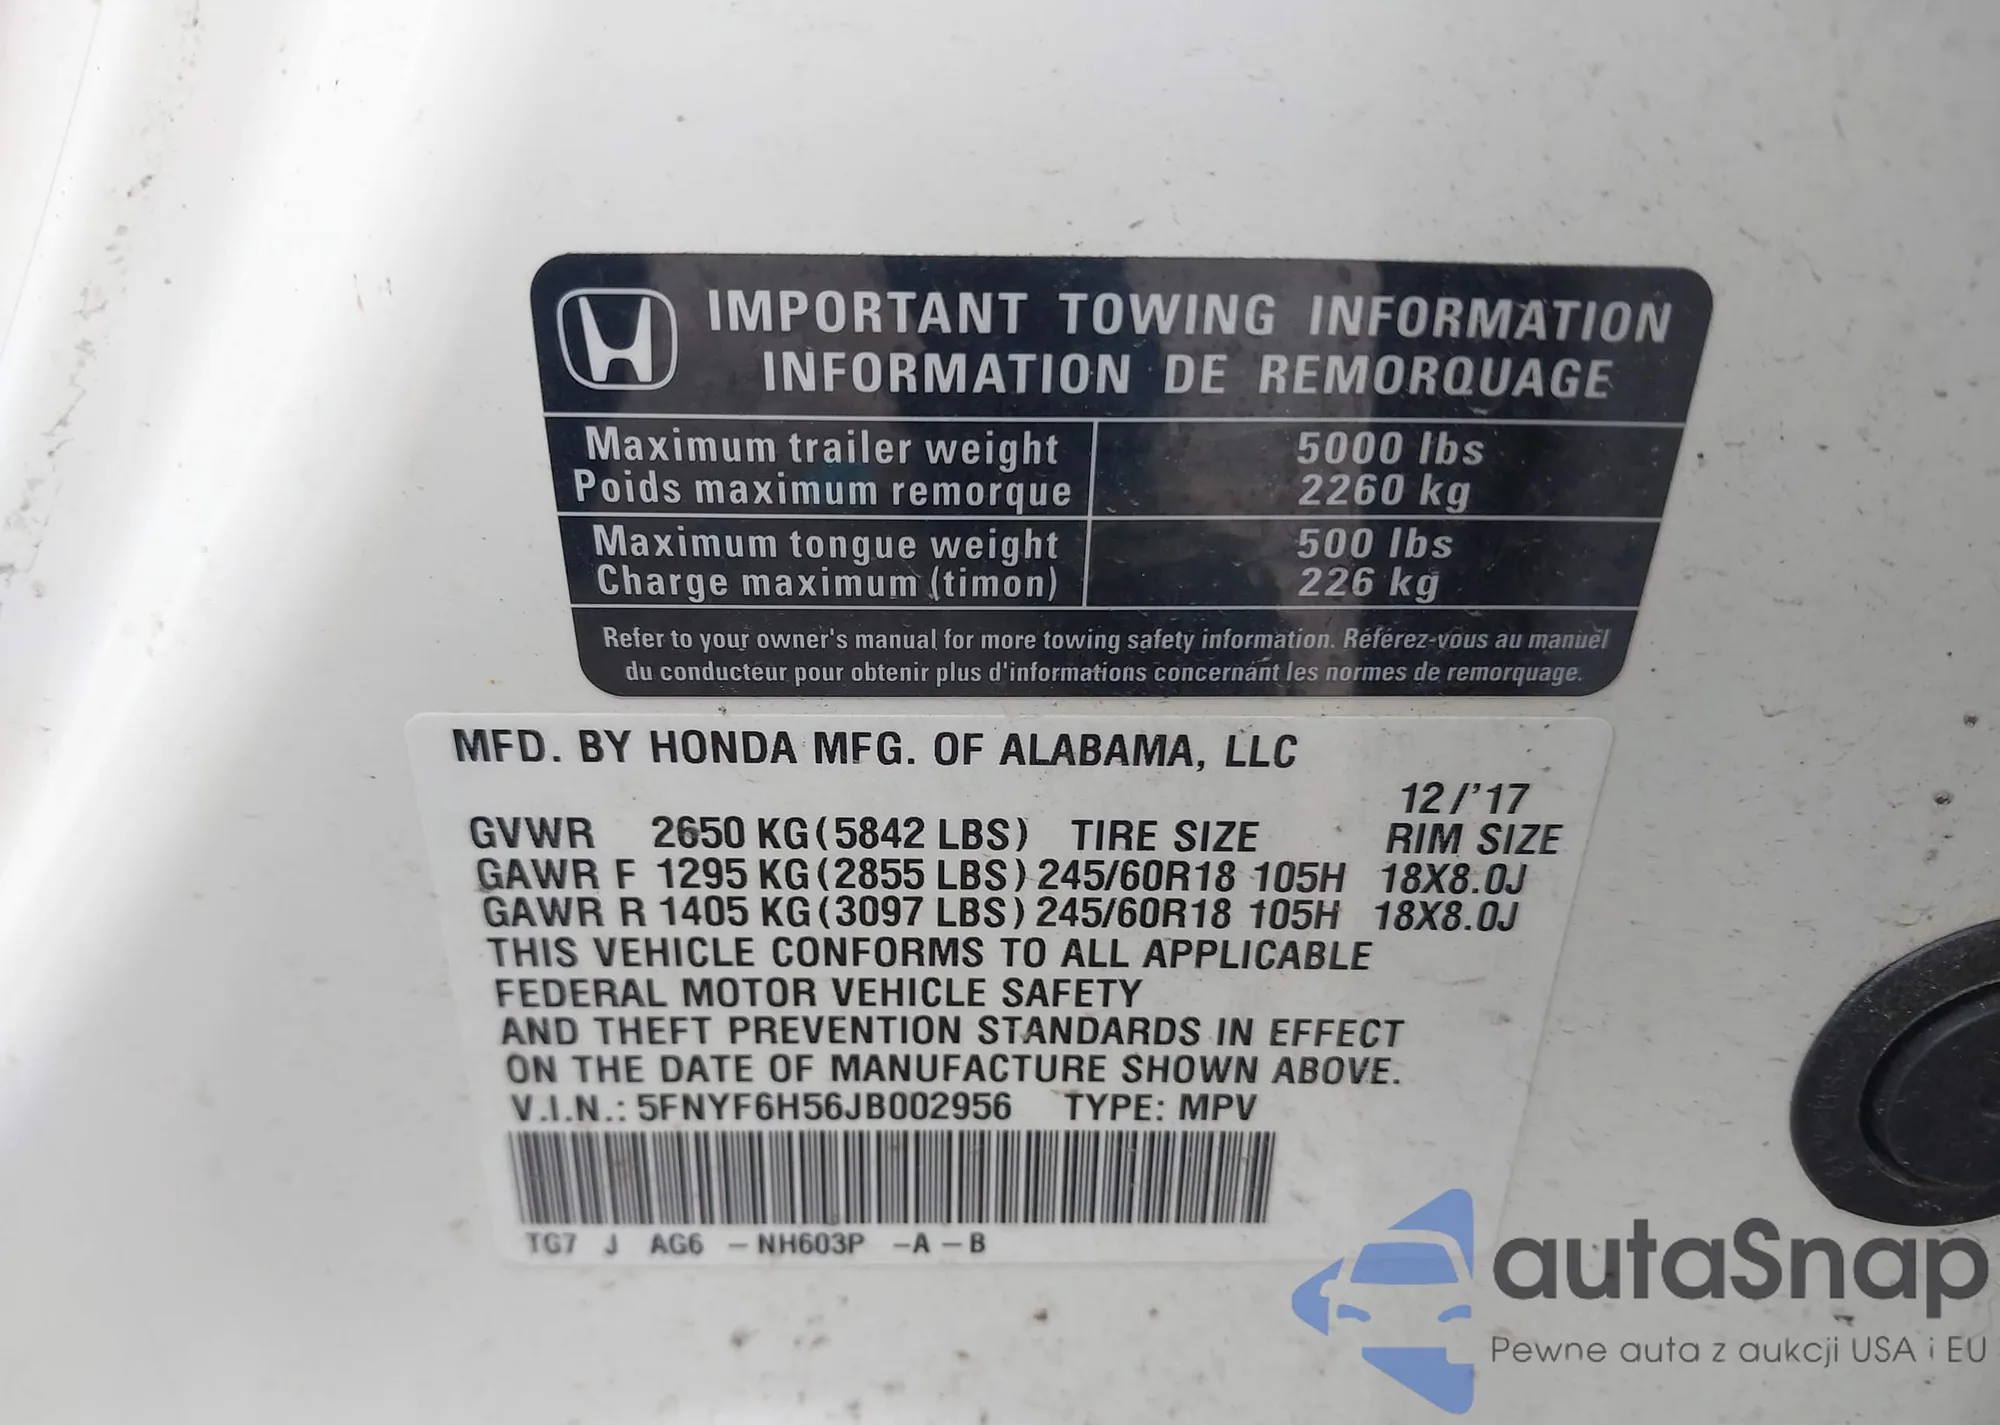 IMPORTANT TOWING INFORMATION
INFORMATION DE REMORQUAGE
Maximum trailer weight 5000 lbs
Poids maximum remorque 2260 kg
Maximum tongue weight 500 lbs
Charge maximum (timon) 226 kg
Refer to your owner's manual for more towing safety information. Référez-vous au manuel
du conducteur pour obtenir plus d'informations concernant les normes de remorquage.
MFD. BY HONDA MFG. OF ALABAMA, LLC
12/'17
GVWR 2650 KG (5842 LBS) TIRE SIZE RIM SIZE
GAWR F 1295 KG (2855 LBS) 245/60R18 105H 18X8.0J
GAWR R 1405 KG (3097 LBS) 245/60R18 105H 18X8.0J
THIS VEHICLE CONFORMS TO ALL APPLICABLE
FEDERAL MOTOR VEHICLE SAFETY
AND THEFT PREVENTION STANDARDS IN EFFECT
ON THE DATE OF MANUFACTURE SHOWN ABOVE.
V.I.N.: 5FNYF6H56JB002956 TYPE: MPV
TG7 J AG6 - NH603P - A - B
autaSnap
Pewne auta z aukcji USA i EU